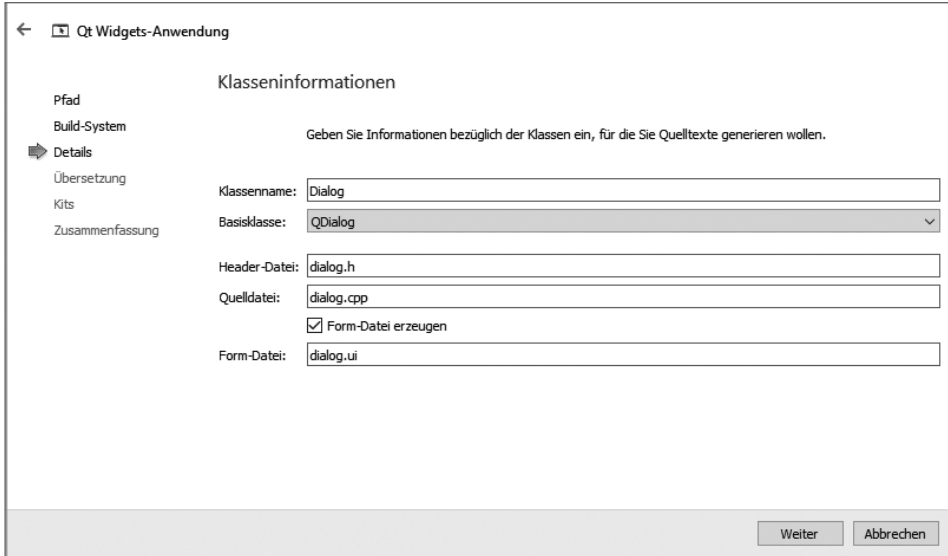 Qt Widgets-Anwendung
Pfad
Build-System
Details
Übersetzung
Kits
Zusammenfassung
Klasseninformationen
Geben Sie Informationen bezüglich der Klassen ein, für die Sie Quelltexte generieren wollen.
Klassenname: Dialog
Basisklasse: QDialog
Header-Datei: dialog.h
Quelldatei: dialog.cpp
Form-Datei erzeugen
Form-Datei: dialog.ui
Weiter Abbrechen